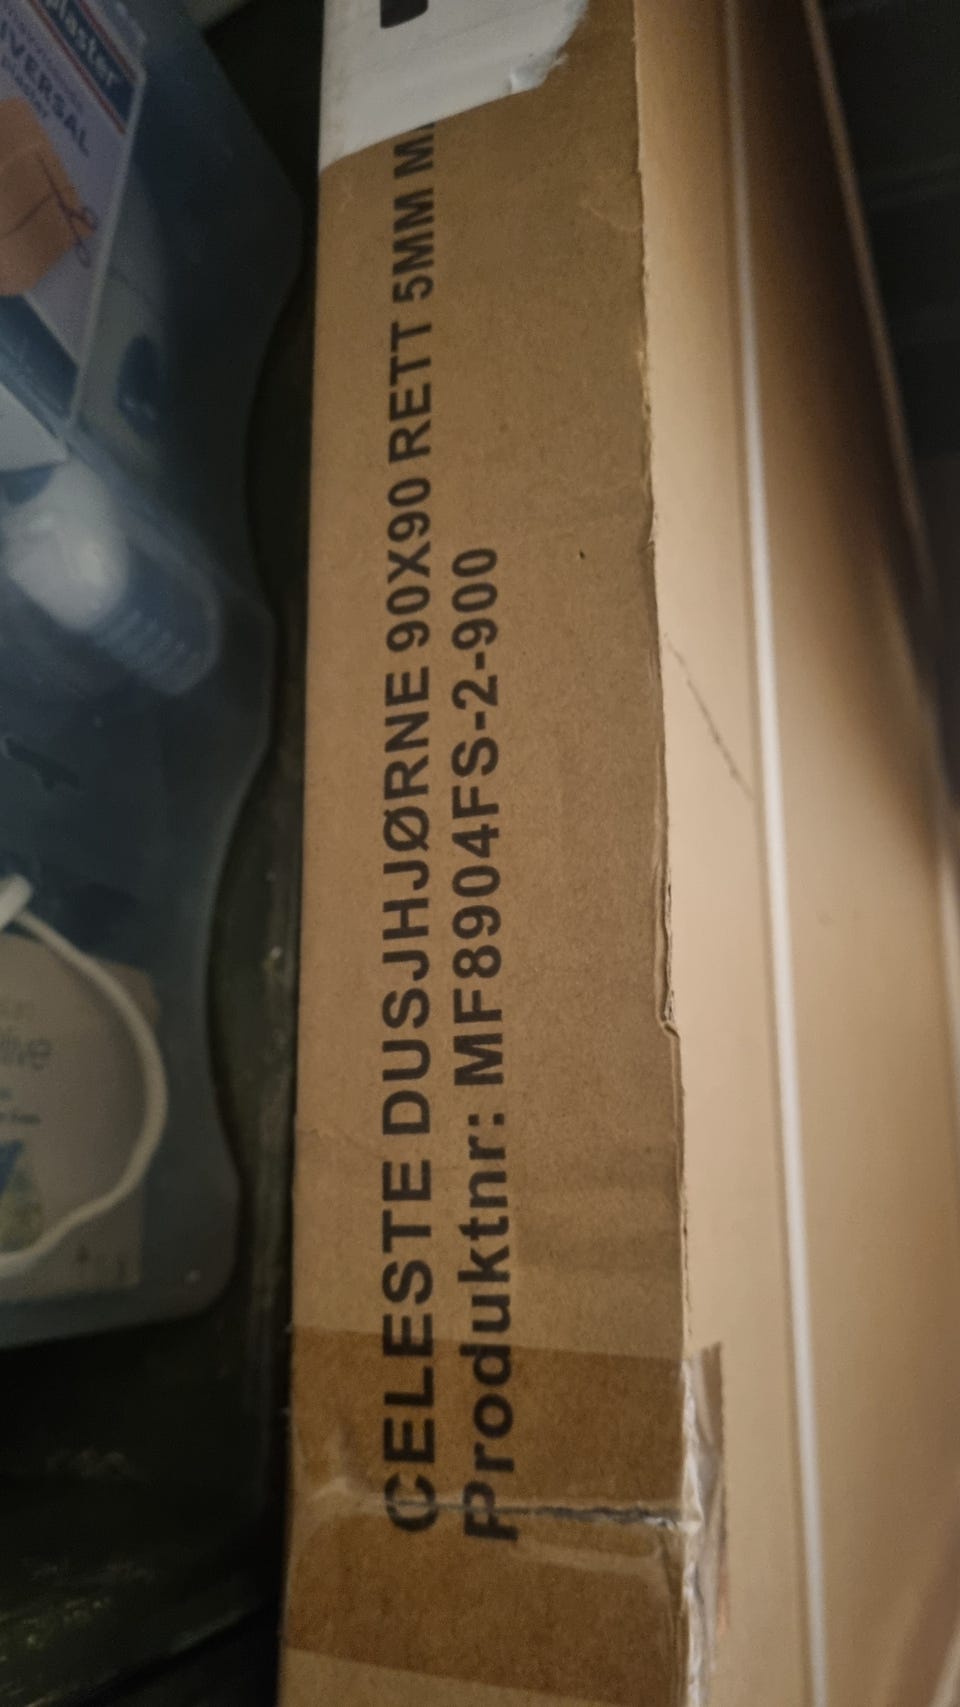 CELESTE DUSJHJØRNE 90X90 RETT 5MM
Produktnr: MF8904FS-2-900